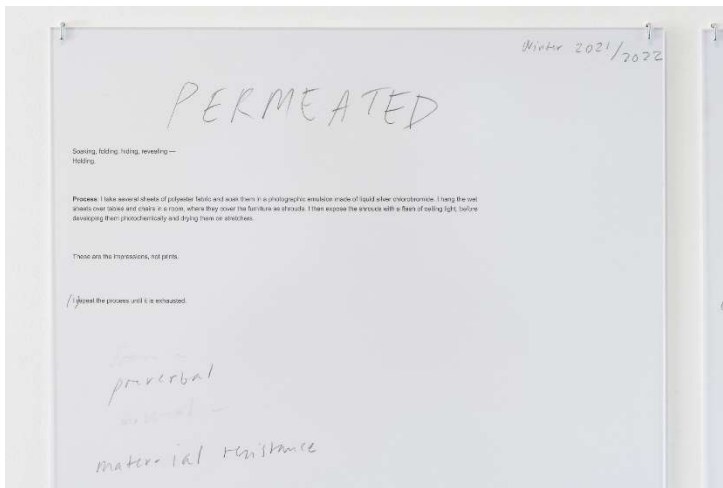 Winter 2021/2022
PERMEATED
Soaking, folding, hiding, revealing —
Holding.
Process: I take several sheets of polyester fabric and soak them in a photographic emulsion made of liquid silver chlorobromide. I hang the wet
sheets over tables and chairs in a room, where they cover the furniture as shrouds. I then expose the shrouds with a flash of ceiling light, before
developing them photochemically and drying them on stretchers.
These are the impressions, not prints.
I repeat the process until it is exhausted.
preverbal
material resistance